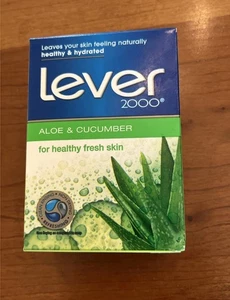 Leaves your skin feeling naturally
healthy & hydrated
Lever
2000®
ALOE & CUCUMBER
for healthy fresh skin